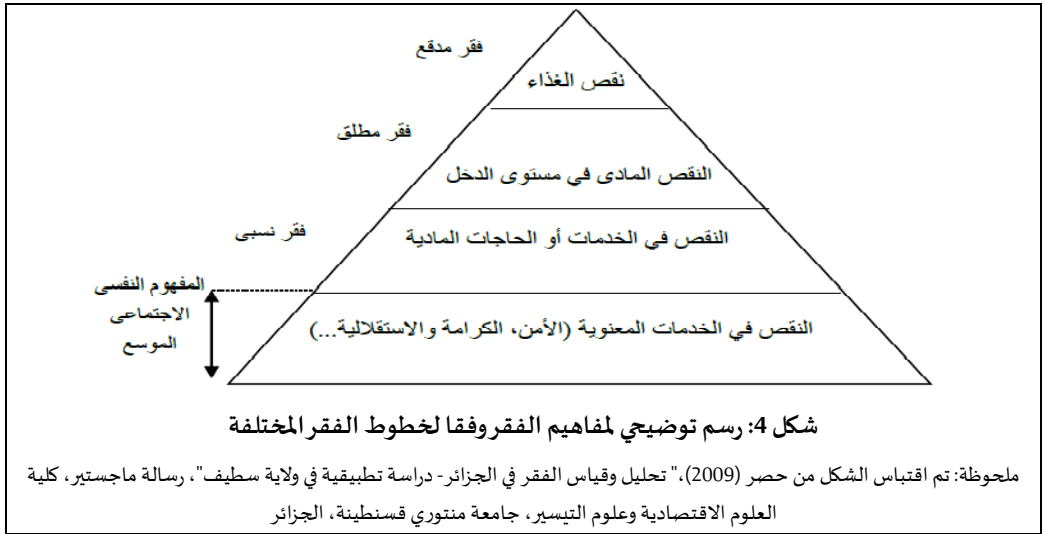 فقر مدقع
نقص الغذاء
فقر مطلق
النقص المادى في مستوى الدخل
فقر نسبى
النقص في الخدمات أو الحاجات المادية
المفهوم النفسى
الاجتماعى
الموسع
النقص في الخدمات المعنوية (الأمن، الكرامة والاستقلالية...)
شكل 4: رسم توضيحي لمفاهيم الفقر وفقا لخطوط الفقر المختلفة
ملحوظة: تم اقتباس الشكل من حصر (2009)،" تحليل وقياس الفقر في الجزائر- دراسة تطبيقية في ولاية سطيف"، رسالة ماجستير، كلية
العلوم الاقتصادية وعلوم التيسير، جامعة منتوري قسنطينة، الجزائر